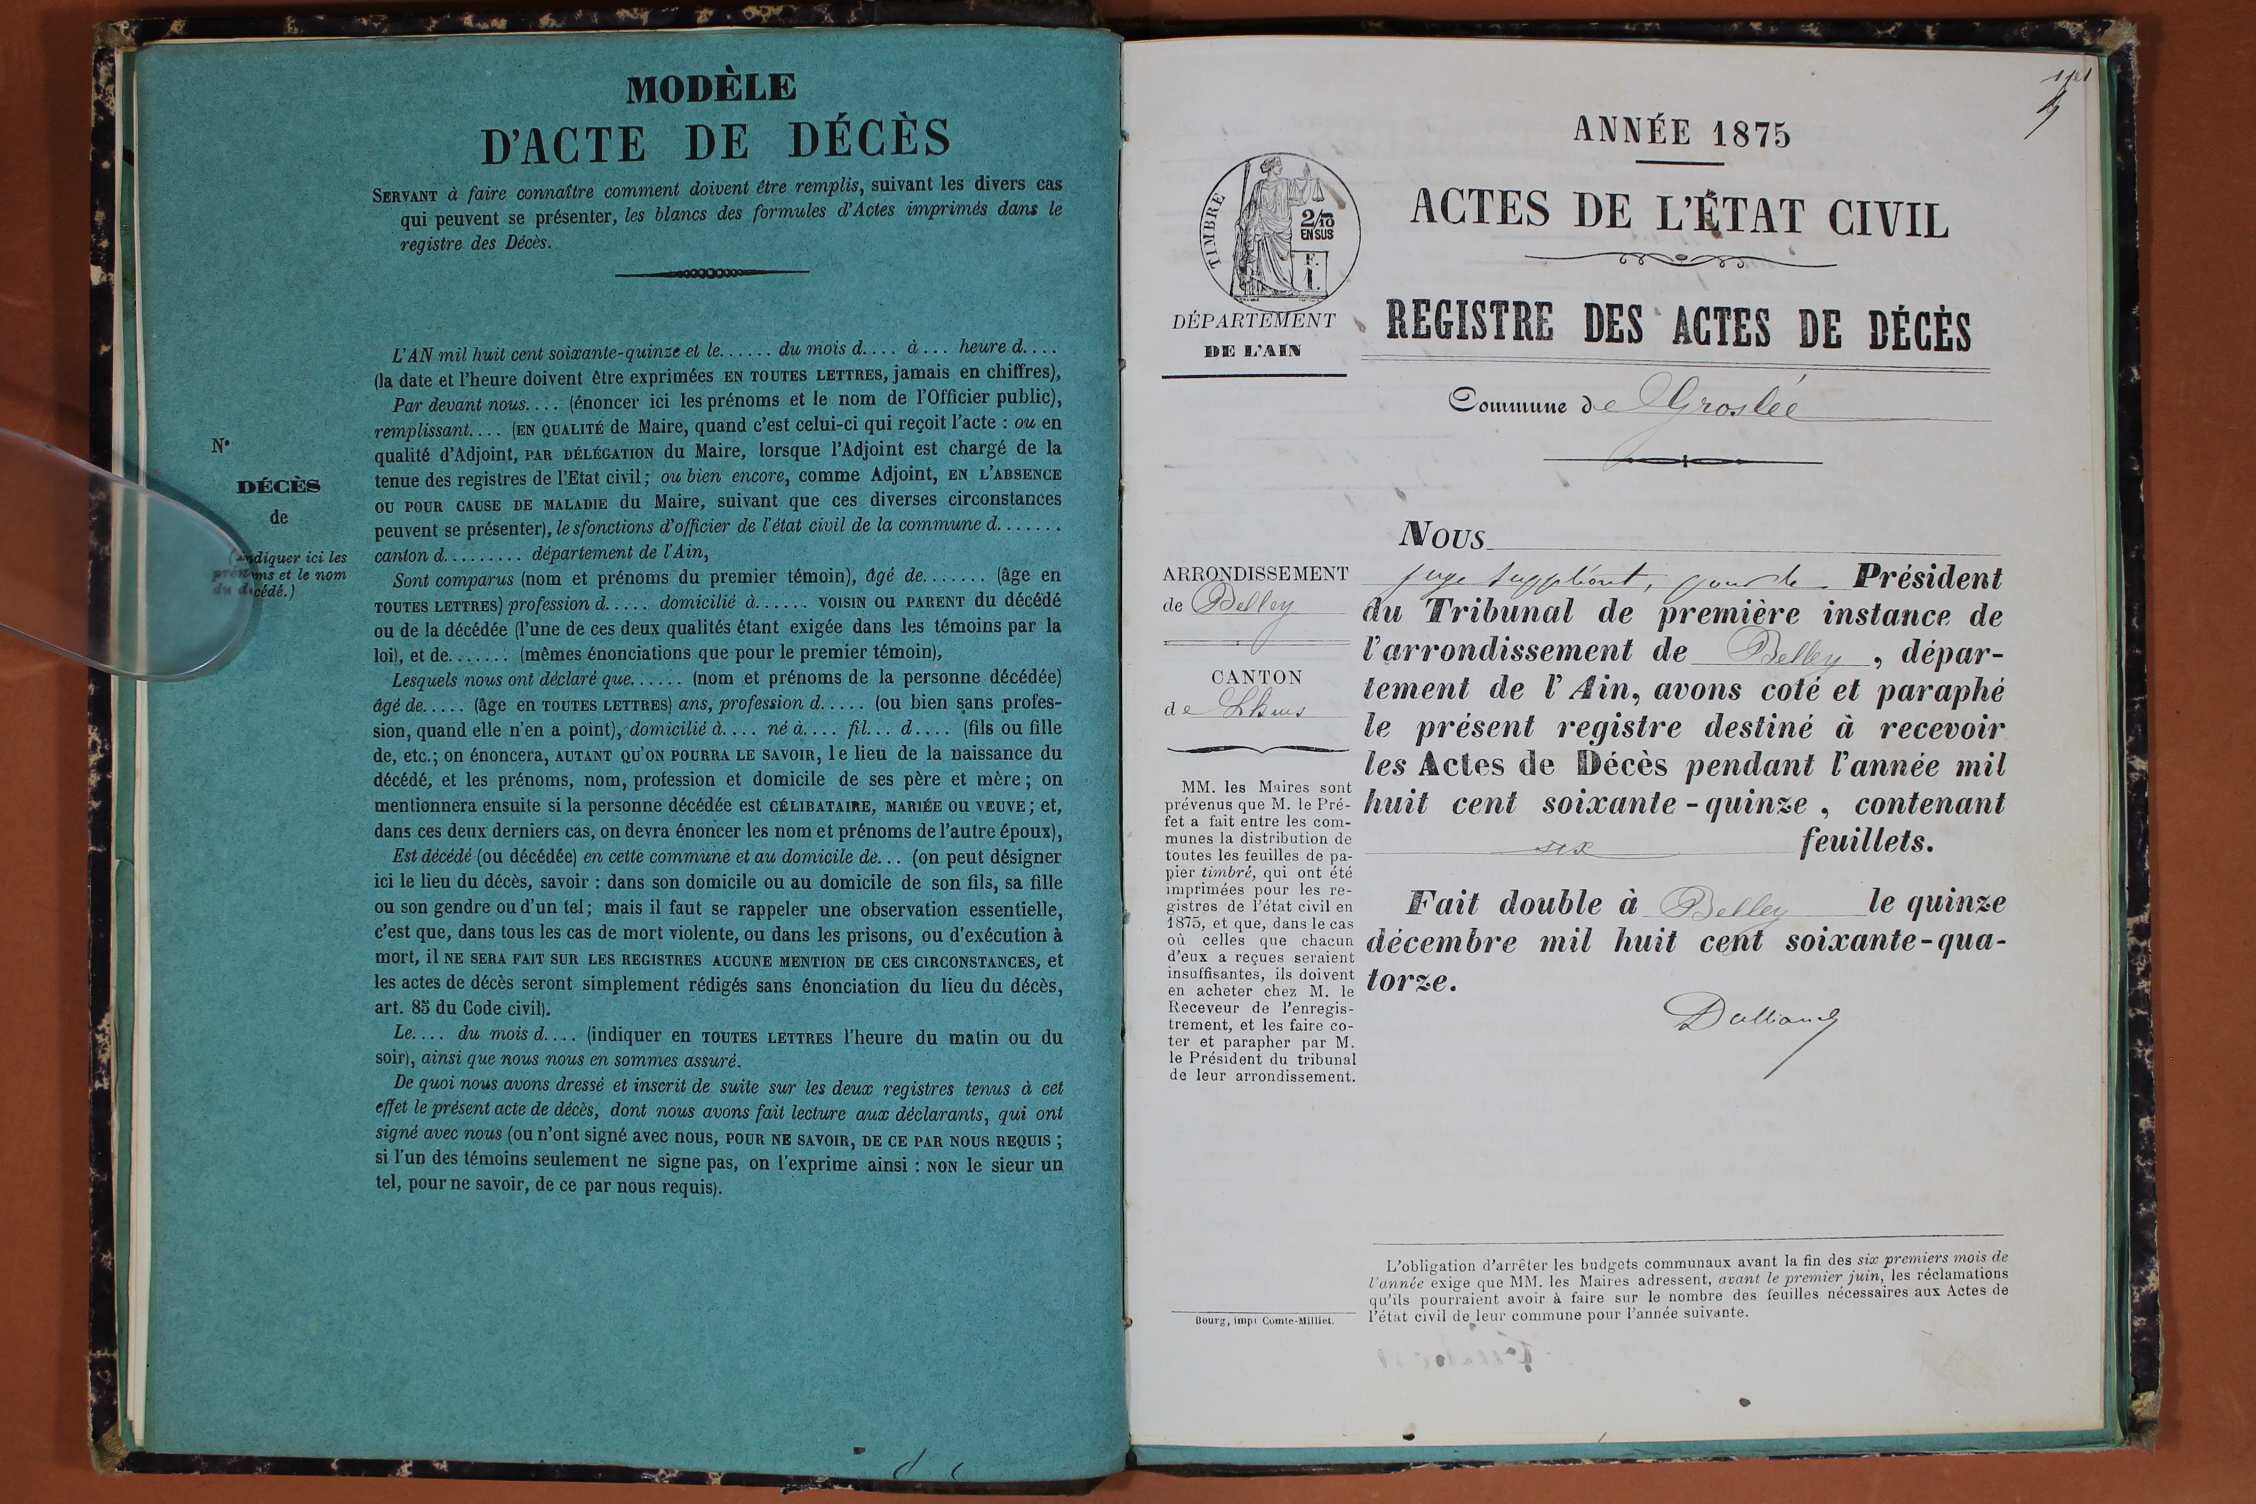 MODÈLE
D'ACTE DE DÉCÈS
SERVANT à faire connaître comment doivent être remplis, suivant les divers cas
qui peuvent se présenter, les blancs des formules d'Actes imprimés dans le
registre des Décès.
L'AN mil huit cent soixante-quinze et le...... du mois d.... à... heure d....
(la date et l'heure doivent être exprimées EN TOUTES LETTRES, jamais en chiffres),
Par devant nous.... (énoncer ici les prénoms et le nom de l'Officier public),
remplissant.... (EN QUALITÉ de Maire, quand c'est celui-ci qui reçoit l'acte : ou en
qualité d'Adjoint, PAR DÉLÉGATION du Maire, lorsque l'Adjoint est chargé de la
tenue des registres de l'Etat civil; ou bien encore, comme Adjoint, EN L'ABSENCE
OU POUR CAUSE DE MALADIE du Maire, suivant que ces diverses circonstances
peuvent se présenter), le sfonctions d'officier de l'état civil de la commune d.......
canton d......... département de l'Ain,
Sont comparus (nom et prénoms du premier témoin), âgé de....... (âge en
TOUTES LETTRES) profession d..... domicilié à...... VOISIN OU PARENT du décédé
ou de la décédée (l'une de ces deux qualités étant exigée dans les témoins par la
loi), et de....... (mêmes énonciations que pour le premier témoin),
Lesquels nous ont déclaré que...... (nom et prénoms de la personne décédée)
âgé de..... (âge en TOUTES LETTRES) ans, profession d..... (ou bien sans profes-
sion, quand elle n'en a point), domicilié à.... né à.... fil... d.... (fils ou fille
de, etc.; on énoncera, AUTANT QU'ON POURRA LE SAVOIR, le lieu de la naissance du
décédé, et les prénoms, nom, profession et domicile de ses père et mère; on
mentionnera ensuite si la personne décédée est CÉLIBATAIRE, MARIÉE OU VEUVE; et,
dans ces deux derniers cas, on devra énoncer les nom et prénoms de l'autre époux),
Est décédé (ou décédée) en cette commune et au domicile de... (on peut désigner
ici le lieu du décès, savoir : dans son domicile ou au domicile de son fils, sa fille
ou son gendre ou d'un tel; mais il faut se rappeler une observation essentielle,
c'est que, dans tous les cas de mort violente, ou dans les prisons, ou d'exécution à
mort, il NE SERA FAIT SUR LES REGISTRES AUCUNE MENTION DE CES CIRCONSTANCES, et
les actes de décès seront simplement rédigés sans énonciation du lieu du décès,
art. 85 du Code civil).
Le.... du mois d.... (indiquer en TOUTES LETTRES l'heure du matin ou du
soir), ainsi que nous nous en sommes assuré.
De quoi nous avons dressé et inscrit de suite sur les deux registres tenus à cet
effet le présent acte de décès, dont nous avons fait lecture aux déclarants, qui ont
signé avec nous (ou n'ont signé avec nous, POUR NE SAVOIR, DE CE PAR NOUS REQUIS;
si l'un des témoins seulement ne signe pas, on l'exprime ainsi : NON le sieur un
tel, pour ne savoir, de ce par nous requis).
N°
DÉCÈS
de
(indiquer ici les
prénoms et le nom
du décédé.)
ANNÉE 1875
ACTES DE L'ÉTAT CIVIL
TIMBRE
2/10
EN SUS
F.
1.
DÉPARTEMENT
DE L'AIN
REGISTRE DES ACTES DE DÉCÈS
Commune de Groslée
ARRONDISSEMENT
de Belley
CANTON
de Lhuis
MM. les Maires sont
prévenus que M. le Pré-
fet a fait entre les com-
munes la distribution de
toutes les feuilles de pa-
pier timbré, qui ont été
imprimées pour les re-
gistres de l'état civil en
1875, et que, dans le cas
où celles que chacun
d'eux a reçues seraient
insuffisantes, ils doivent
en acheter chez M. le
Receveur de l'enregis-
trement, et les faire co-
ter et parapher par M.
le Président du tribunal
de leur arrondissement.
Bourg, impr Comte-Milliet.
NOUS
juge suppléant, pour le Président
du Tribunal de première instance de
l'arrondissement de Belley, dépar-
tement de l'Ain, avons coté et paraphé
le présent registre destiné à recevoir
les Actes de Décès pendant l'année mil
huit cent soixante-quinze, contenant
six feuillets.
Fait double à Belley le quinze
décembre mil huit cent soixante-qua-
torze.
L'obligation d'arrêter les budgets communaux avant la fin des six premiers mois de
l'année exige que MM. les Maires adressent, avant le premier juin, les réclamations
qu'ils pourraient avoir à faire sur le nombre des feuilles nécessaires aux Actes de
l'état civil de leur commune pour l'année suivante.